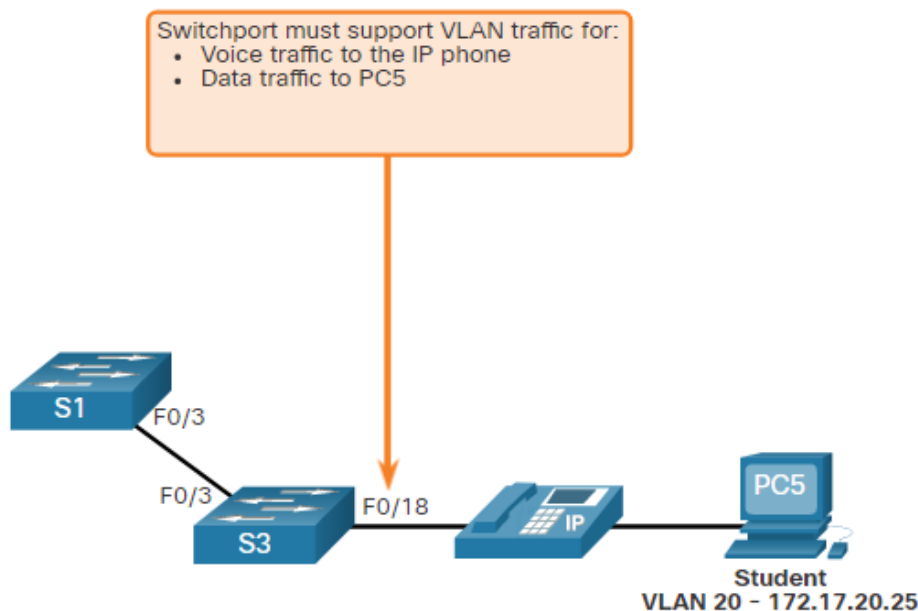 Switchport must support VLAN traffic for:
• Voice traffic to the IP phone
• Data traffic to PC5
S1
F0/3
F0/3
S3
F0/18
IP
PC5
Student
VLAN 20 - 172.17.20.25